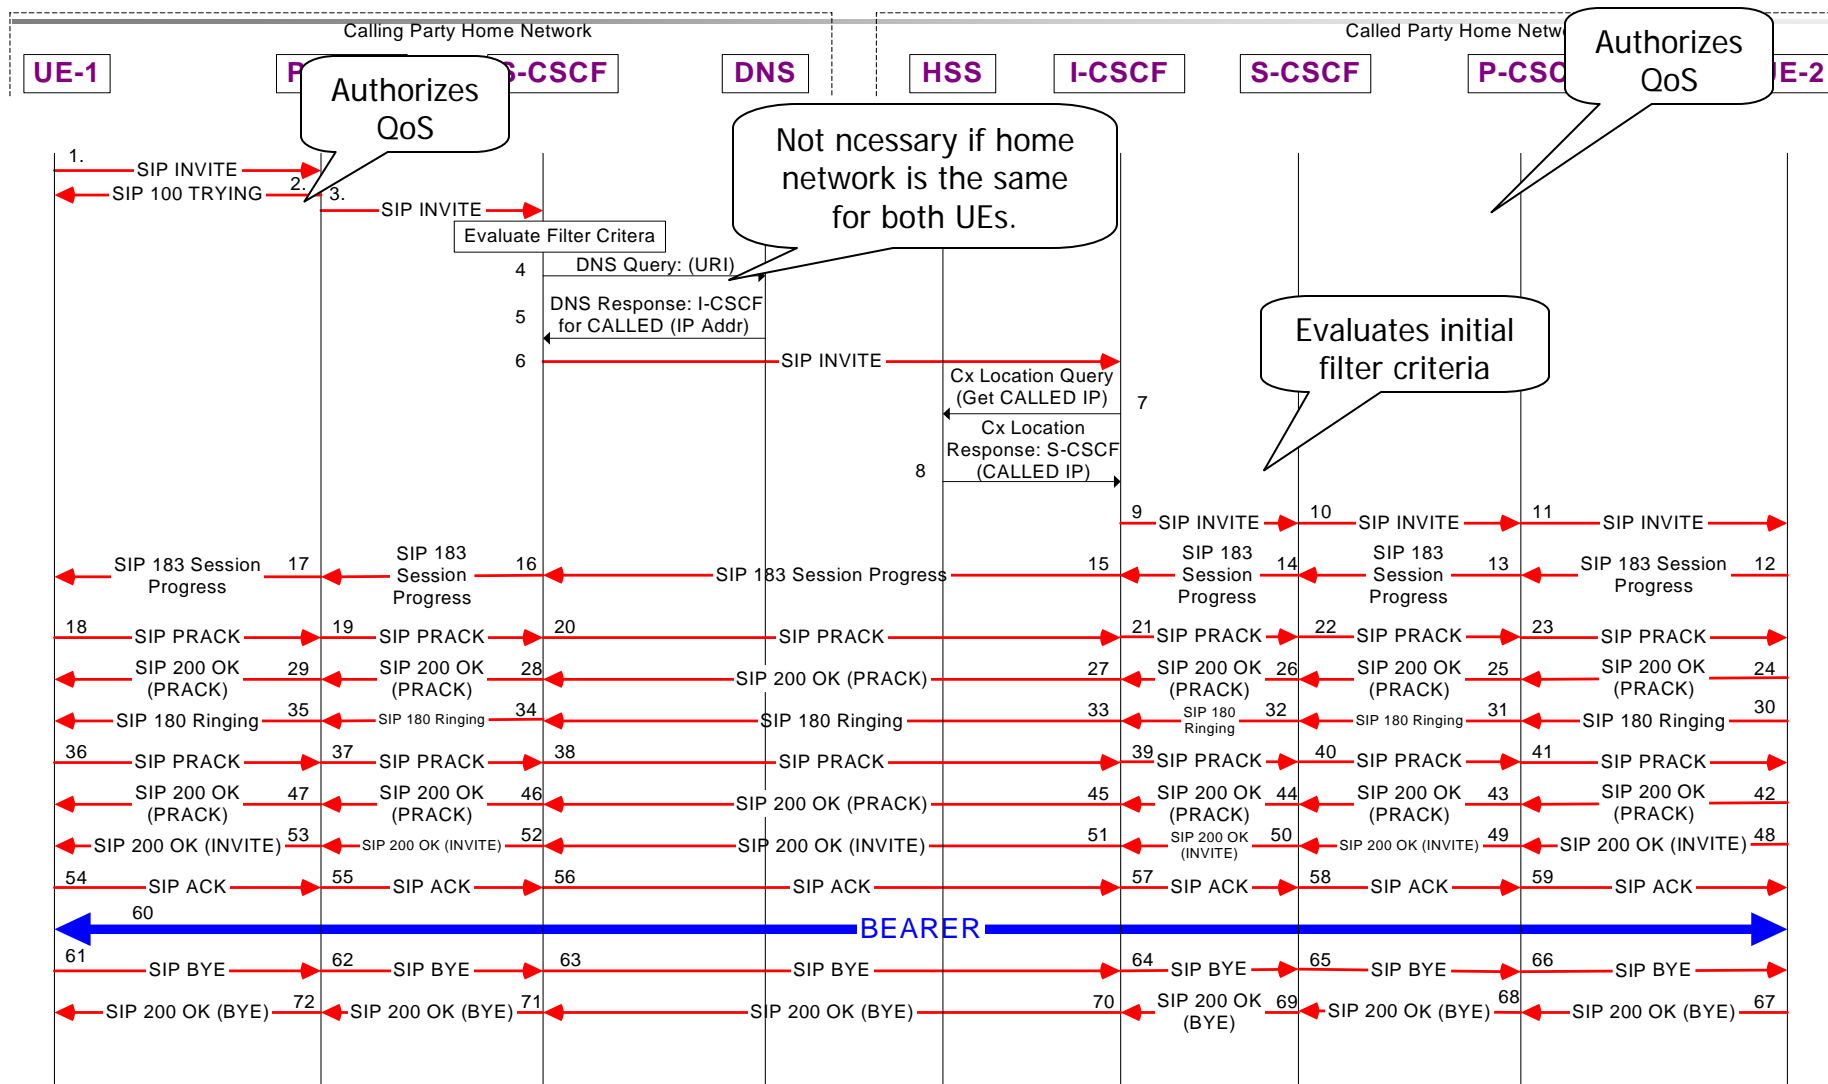 Calling Party Home Network
Called Party Home Netw
UE-1
P
S-CSCF
DNS
HSS
I-CSCF
S-CSCF
P-CSC
E-2
Authorizes
QoS
Authorizes
QoS
Not ncessary if home
network is the same
for both UEs.
1.
SIP INVITE
2.
SIP 100 TRYING
3.
SIP INVITE
Evaluate Filter Critera
4
DNS Query: (URI)
5
DNS Response: I-CSCF
for CALLED (IP Addr)
Evaluates initial
filter criteria
6
SIP INVITE
Cx Location Query
(Get CALLED IP)
7
Cx Location
Response: S-CSCF
(CALLED IP)
8
9
SIP INVITE
10
SIP INVITE
11
SIP INVITE
SIP 183 Session
Progress
17
SIP 183
Session
Progress
16
SIP 183 Session Progress
15
SIP 183
Session
Progress
14
SIP 183
Session
Progress
13
SIP 183 Session
Progress
12
18
SIP PRACK
19
SIP PRACK
20
SIP PRACK
21
SIP PRACK
22
SIP PRACK
23
SIP PRACK
SIP 200 OK
(PRACK)
29
SIP 200 OK
(PRACK)
28
SIP 200 OK (PRACK)
27
SIP 200 OK
(PRACK)
26
SIP 200 OK
(PRACK)
25
SIP 200 OK
(PRACK)
24
SIP 180 Ringing
35
SIP 180 Ringing
34
SIP 180 Ringing
33
SIP 180
Ringing
32
SIP 180 Ringing
31
SIP 180 Ringing
30
36
SIP PRACK
37
SIP PRACK
38
SIP PRACK
39
SIP PRACK
40
SIP PRACK
41
SIP PRACK
SIP 200 OK
(PRACK)
47
SIP 200 OK
(PRACK)
46
SIP 200 OK (PRACK)
45
SIP 200 OK
(PRACK)
44
SIP 200 OK
(PRACK)
43
SIP 200 OK
(PRACK)
42
SIP 200 OK (INVITE)
53
SIP 200 OK (INVITE)
52
SIP 200 OK (INVITE)
51
SIP 200 OK
(INVITE)
50
SIP 200 OK (INVITE)
49
SIP 200 OK (INVITE)
48
54
SIP ACK
55
SIP ACK
56
SIP ACK
57
SIP ACK
58
SIP ACK
59
SIP ACK
60
BEARER
61
SIP BYE
62
SIP BYE
63
SIP BYE
64
SIP BYE
65
SIP BYE
66
SIP BYE
SIP 200 OK (BYE)
72
SIP 200 OK (BYE)
71
SIP 200 OK (BYE)
70
SIP 200 OK
(BYE)
69
SIP 200 OK (BYE)
68
SIP 200 OK (BYE)
67